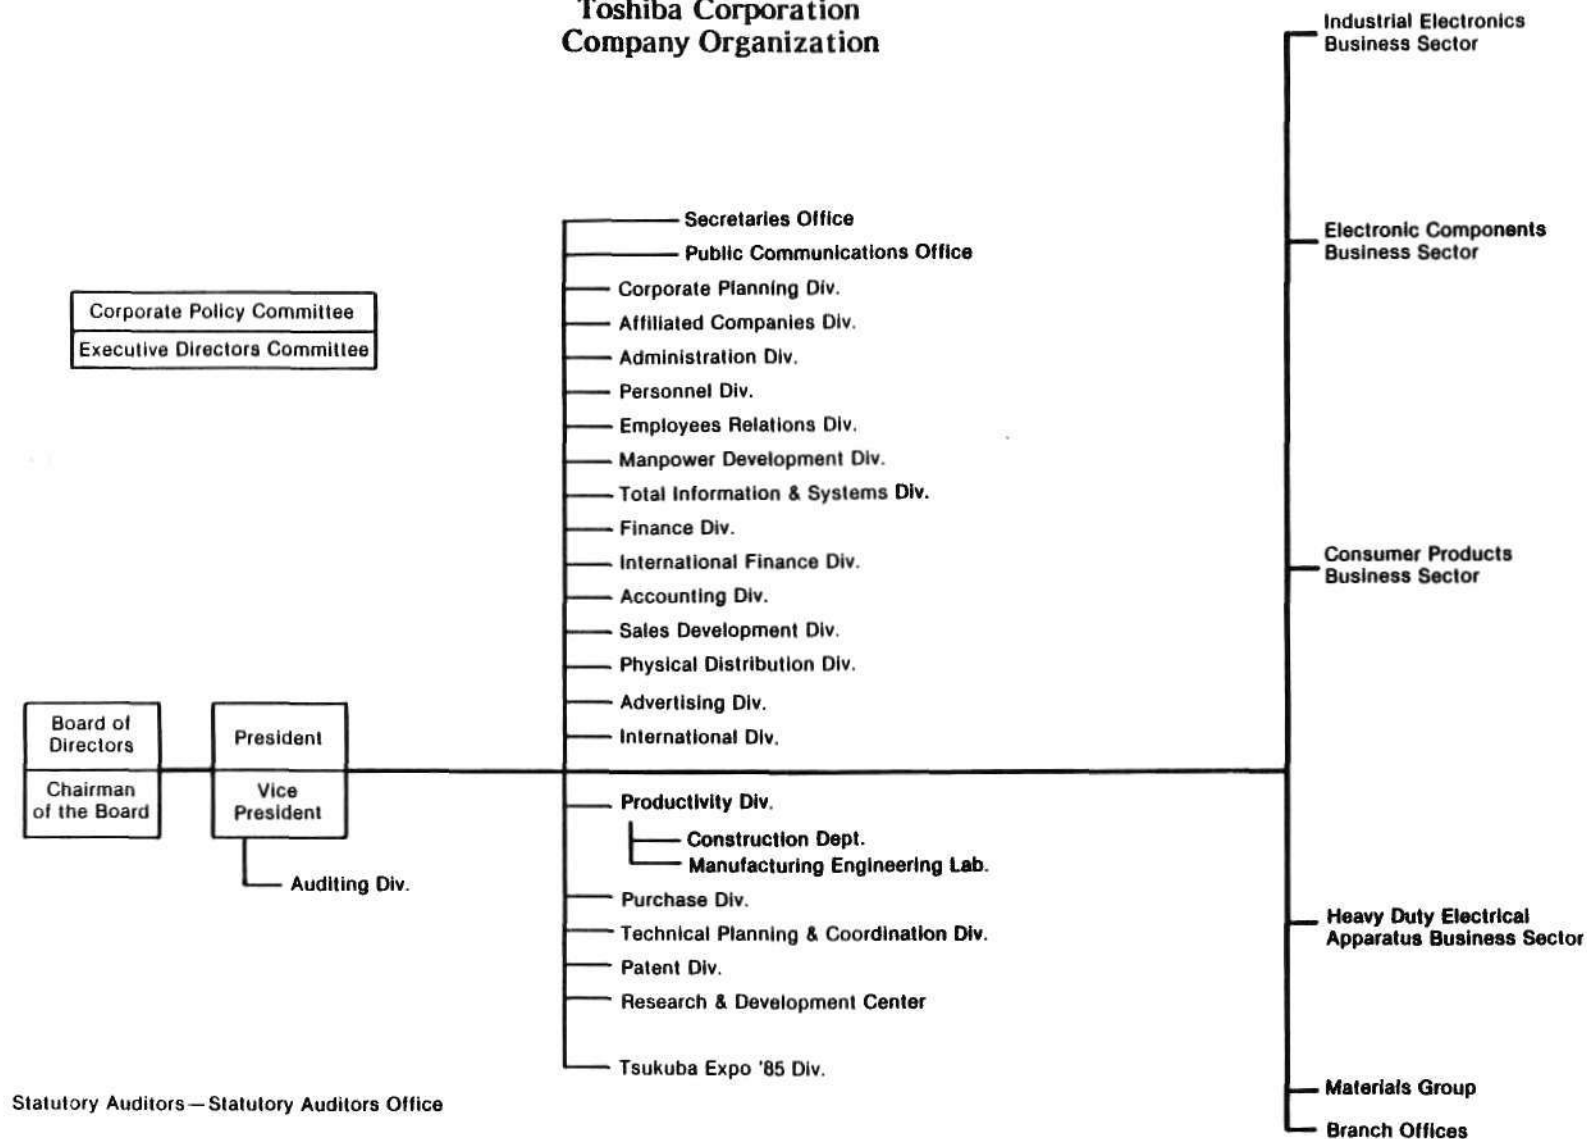 Toshiba Corporation
Company Organization
Corporate Policy Committee
Executive Directors Committee
Board of
Directors
Chairman
of the Board
President
Vice
President
Auditing Div.
Statutory Auditors—Statutory Auditors Office
Secretaries Office
Public Communications Office
Corporate Planning Div.
Affiliated Companies Div.
Administration Div.
Personnel Div.
Employees Relations Div.
Manpower Development Div.
Total Information & Systems Div.
Finance Div.
International Finance Div.
Accounting Div.
Sales Development Div.
Physical Distribution Div.
Advertising Div.
International Div.
Productivity Div.
Construction Dept.
Manufacturing Engineering Lab.
Purchase Div.
Technical Planning & Coordination Div.
Patent Div.
Research & Development Center
Tsukuba Expo '85 Div.
Industrial Electronics
Business Sector
Electronic Components
Business Sector
Consumer Products
Business Sector
Heavy Duty Electrical
Apparatus Business Sector
Materials Group
Branch Offices